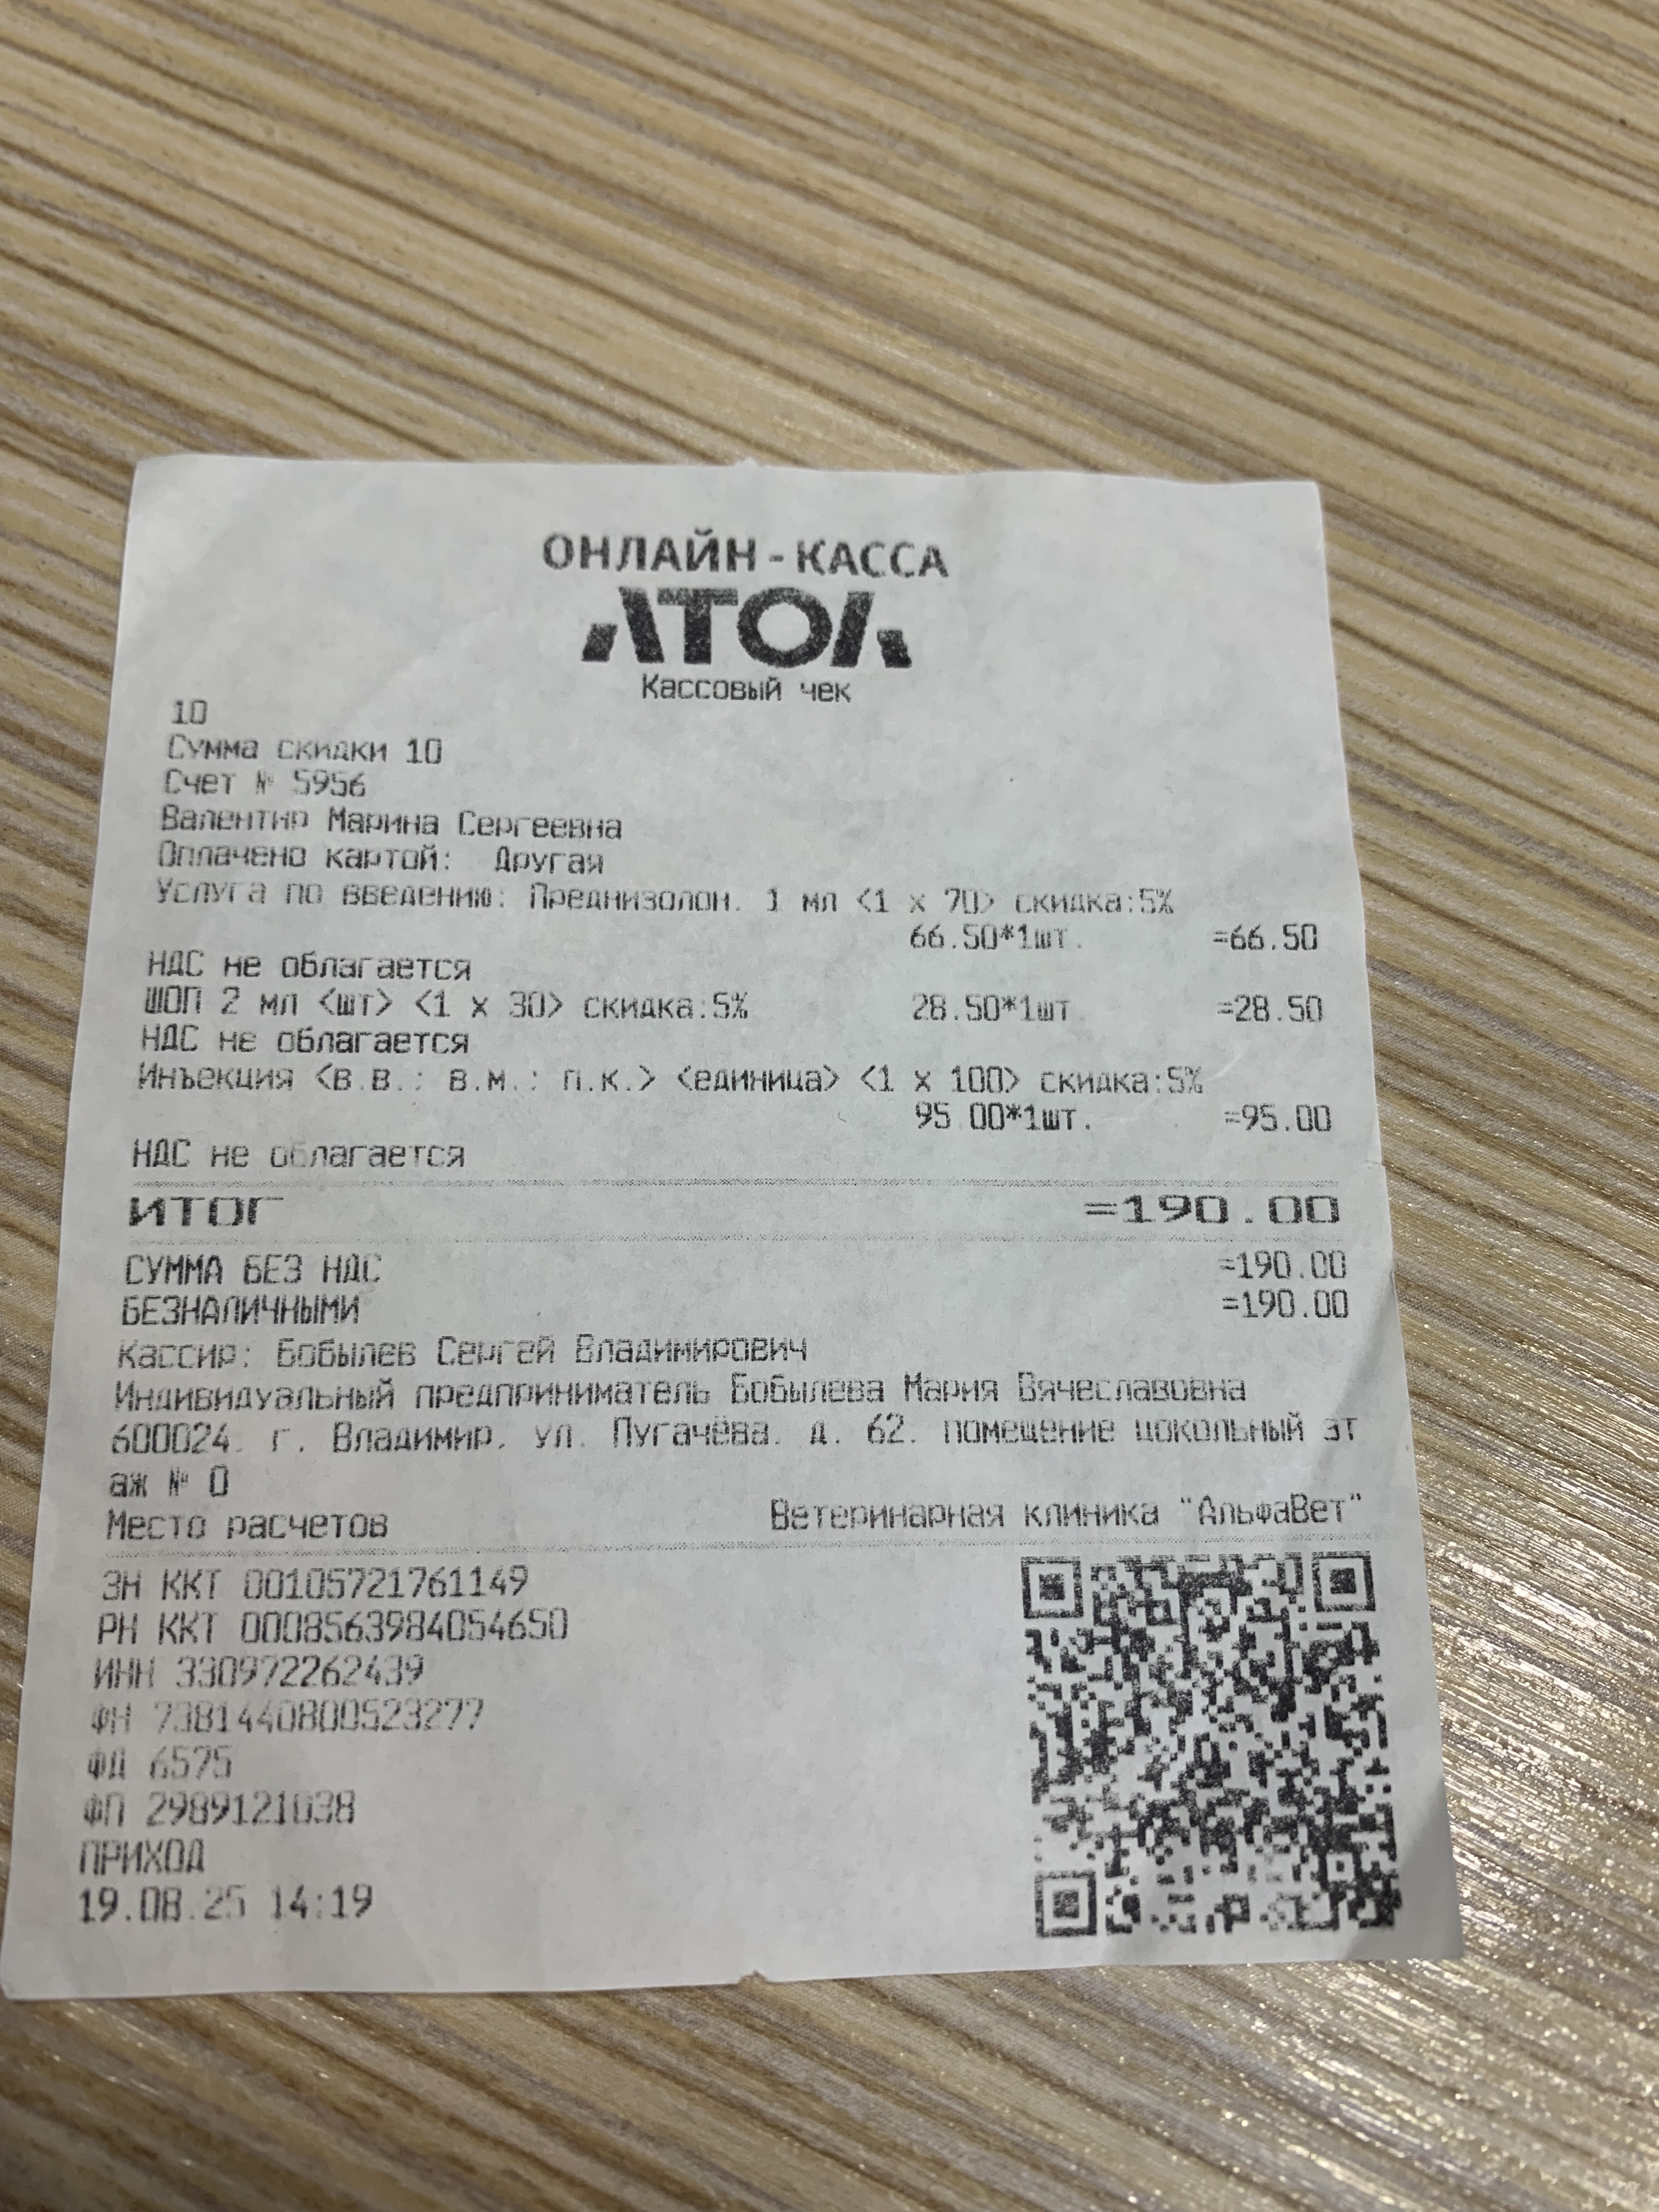 ОНЛАЙН-КАССА
АТОЛ
Кассовый чек
10
Сумма скидки 10
Счет № 5956
Валентир Марина Сергеевна
Оплачено картой: Другая
Услуга по введению: Преднизолон. 1 мл <1 x 70> скидка:5%
66.50*1шт. =66.50
НДС не облагается
ШОП 2 мл <шт> <1 x 30> скидка:5% 28.50*1шт. =28.50
НДС не облагается
Инъекция <в.в.; в.м.; п.к.> <единица> <1 x 100> скидка:5%
95.00*1шт. =95.00
НДС не облагается
ИТОГ =190.00
СУММА БЕЗ НДС =190.00
БЕЗНАЛИЧНЫМИ =190.00
Кассир: Бобылев Сергей Владимирович
Индивидуальный предприниматель Бобылева Мария Вячеславовна
600024, г. Владимир, ул. Пугачёва, д. 62, помещение цокольный эт
аж № 0
Место расчетов Ветеринарная клиника "АльфаВет"
ЗН ККТ 00105721761149
РН ККТ 0008563984054650
ИНН 330972262439
ФН 7381440800523277
ФД 6575
ФП 2989121038
ПРИХОД
19.08.25 14:19